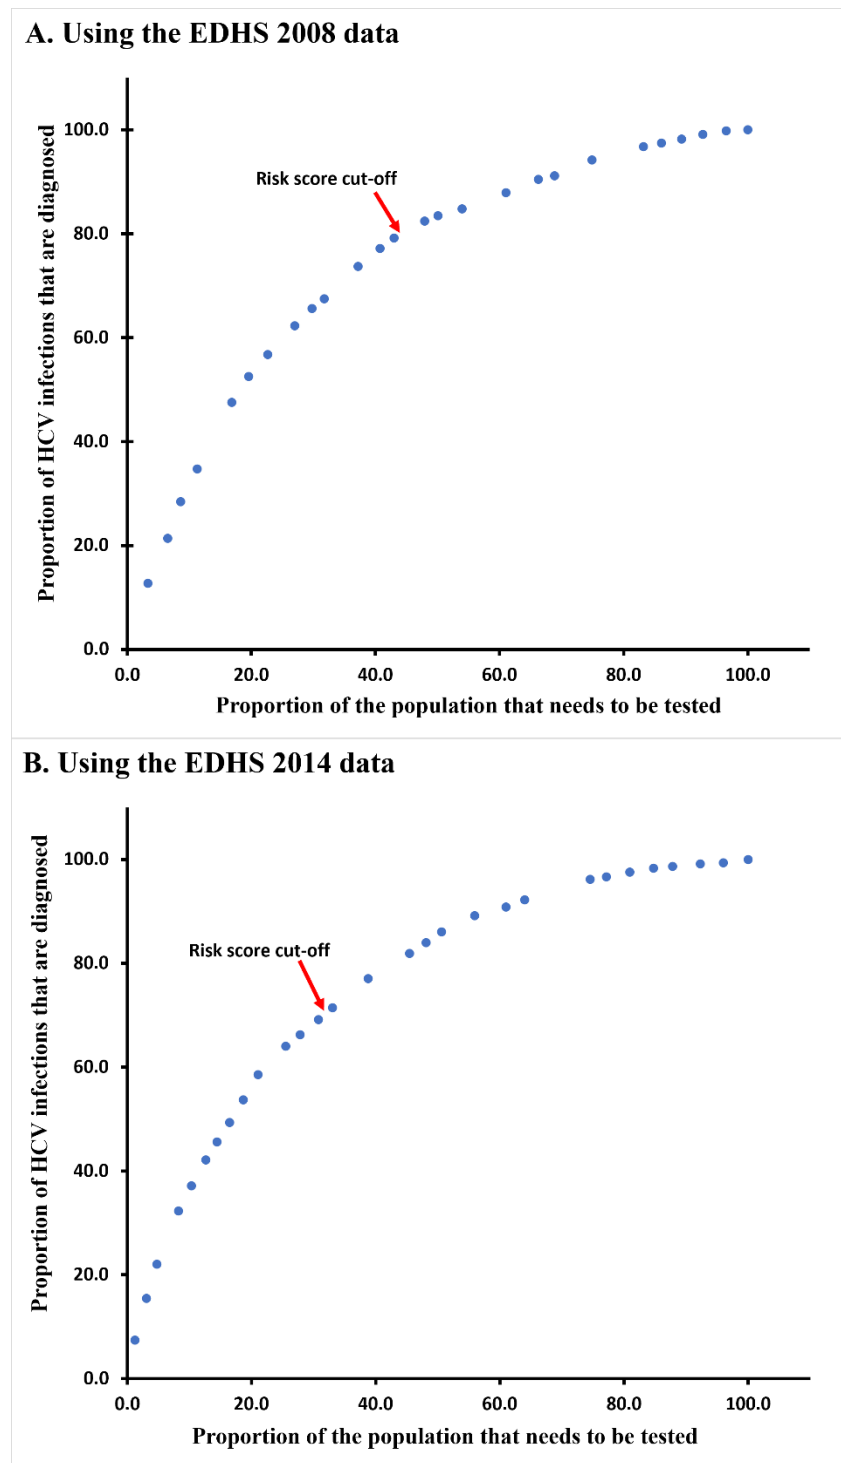 A. Using the EDHS 2008 data
Proportion of HCV infections that are diagnosed
100.0
80.0
60.0
40.0
20.0
0.0
Risk score cut-off
0.0 20.0 40.0 60.0 80.0 100.0
Proportion of the population that needs to be tested
B. Using the EDHS 2014 data
Proportion of HCV infections that are diagnosed
100.0
80.0
60.0
40.0
20.0
0.0
Risk score cut-off
0.0 20.0 40.0 60.0 80.0 100.0
Proportion of the population that needs to be tested